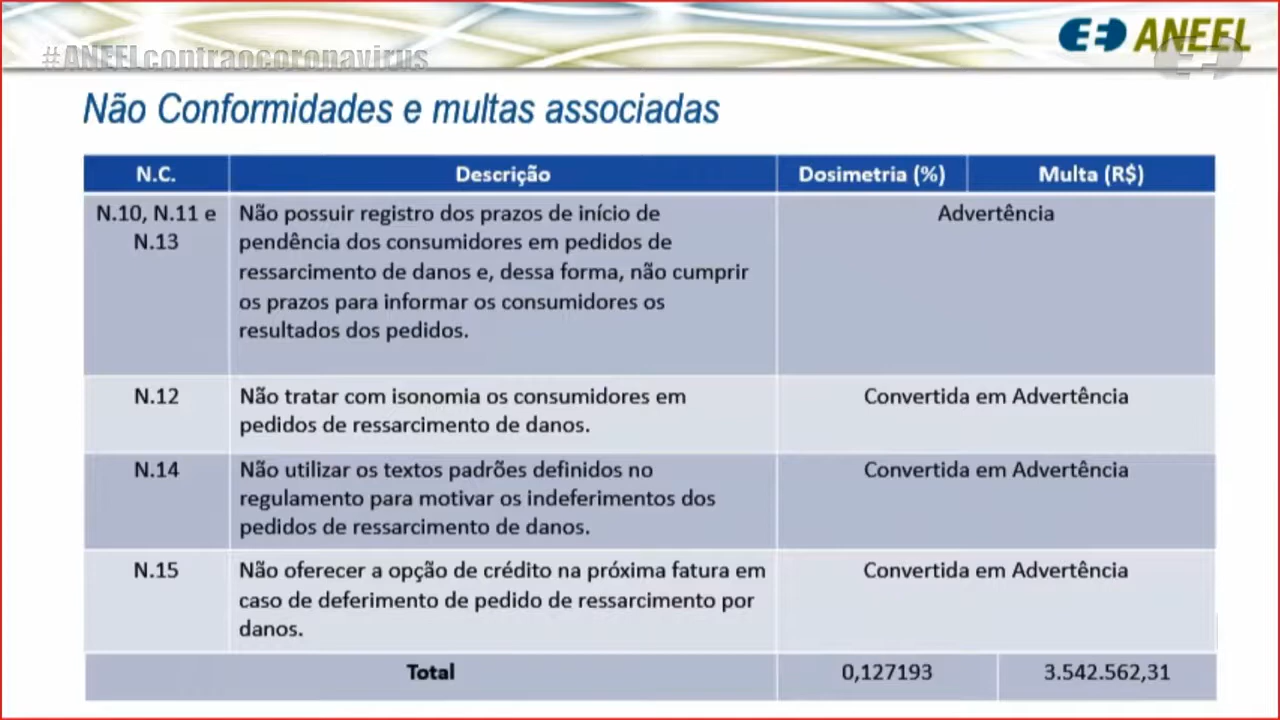 #ANEELcontraocoronavirus
ANEEL
Não Conformidades e multas associadas
N.C.
Descrição
Dosimetria (%)
Multa (R$)
N.10, N.11 e
N.13
Não possuir registro dos prazos de início de
pendência dos consumidores em pedidos de
ressarcimento de danos e, dessa forma, não cumprir
os prazos para informar os consumidores os
resultados dos pedidos.
Advertência
N.12
Não tratar com isonomia os consumidores em
pedidos de ressarcimento de danos.
Convertida em Advertência
N.14
Não utilizar os textos padrões definidos no
regulamento para motivar os indeferimentos dos
pedidos de ressarcimento de danos.
Convertida em Advertência
N.15
Não oferecer a opção de crédito na próxima fatura em
caso de deferimento de pedido de ressarcimento por
danos.
Convertida em Advertência
Total
0,127193
3.542.562,31